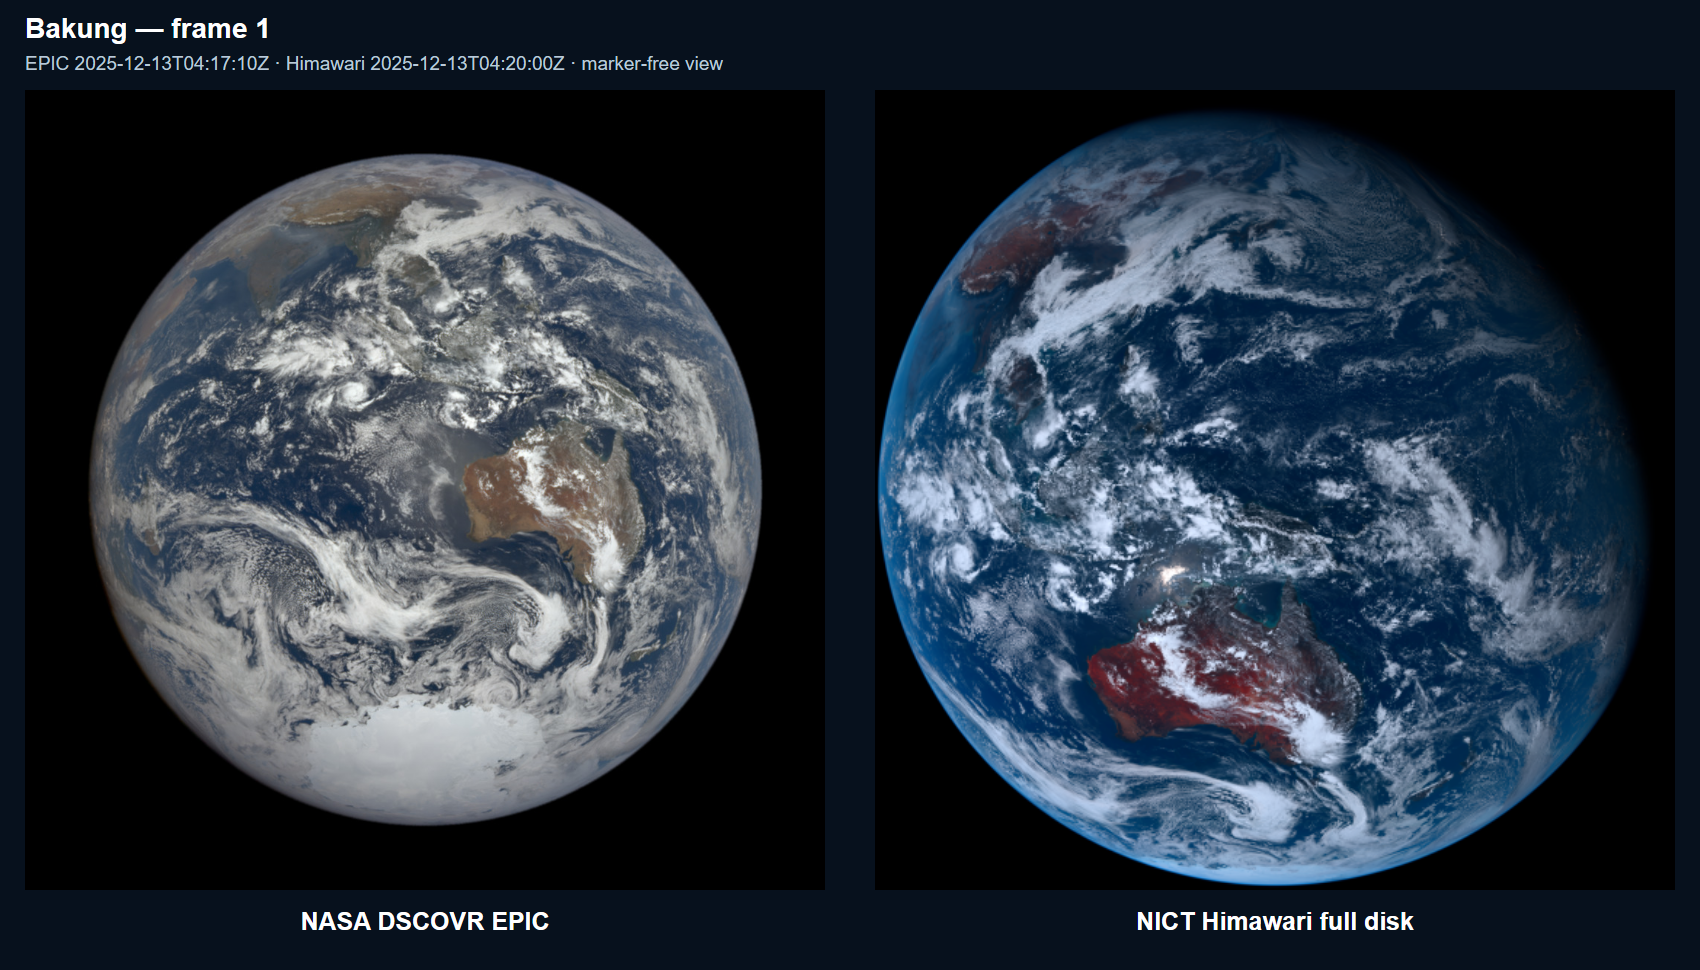 Bakung — frame 1
EPIC 2025-12-13T04:17:10Z · Himawari 2025-12-13T04:20:00Z · marker-free view
NASA DSCOVR EPIC
NICT Himawari full disk